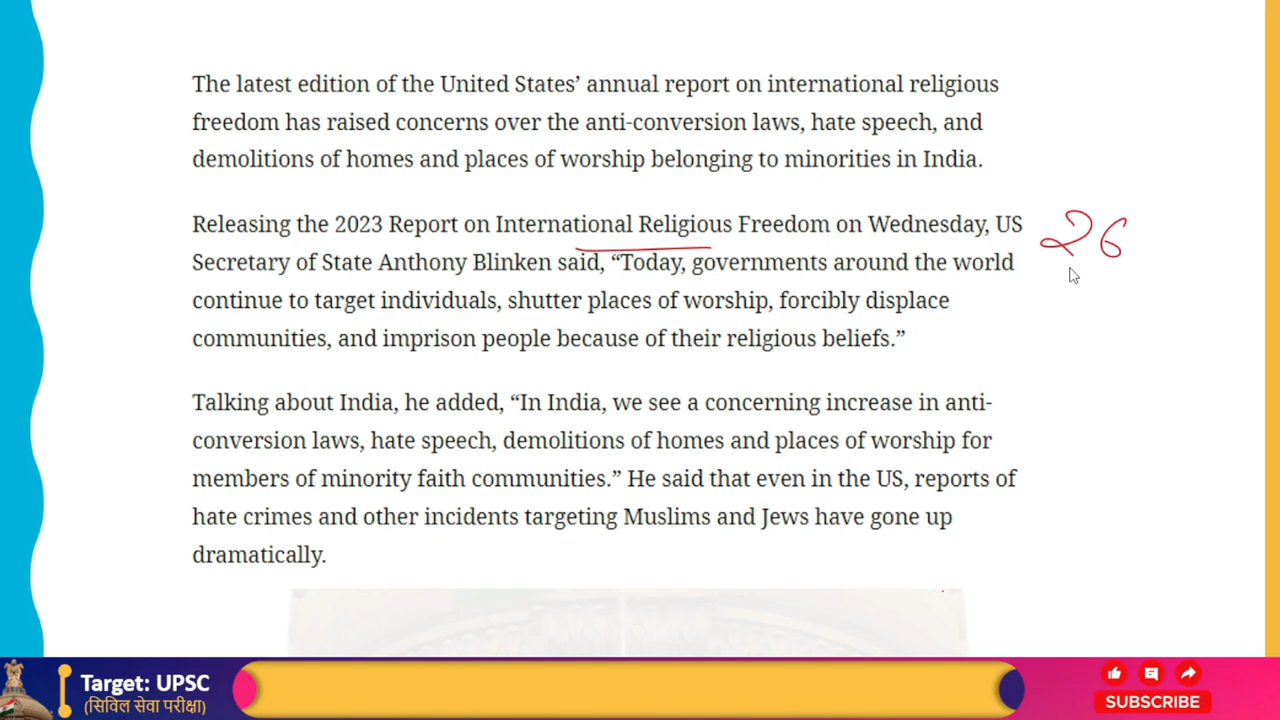 The latest edition of the United States’ annual report on international religious
freedom has raised concerns over the anti-conversion laws, hate speech, and
demolitions of homes and places of worship belonging to minorities in India.
Releasing the 2023 Report on International Religious Freedom on Wednesday, US
Secretary of State Anthony Blinken said, “Today, governments around the world
continue to target individuals, shutter places of worship, forcibly displace
communities, and imprison people because of their religious beliefs.”
26
Talking about India, he added, “In India, we see a concerning increase in anti-
conversion laws, hate speech, demolitions of homes and places of worship for
members of minority faith communities.” He said that even in the US, reports of
hate crimes and other incidents targeting Muslims and Jews have gone up
dramatically.
Target: UPSC
(सिविल सेवा परीक्षा)
SUBSCRIBE